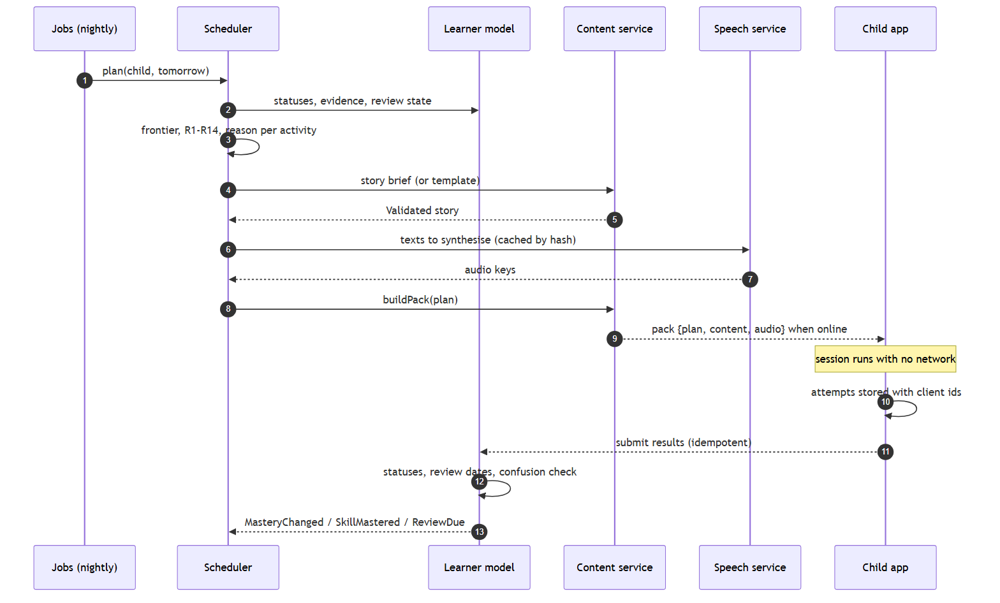 Jobs (nightly)
Scheduler
Learner model
Content service
Speech service
Child app
plan(child, tomorrow)
1
statuses, evidence, review state
2
frontier, R1-R14, reason per activity
3
story brief (or template)
4
Validated story
5
texts to synthesise (cached by hash)
6
audio keys
7
buildPack(plan)
8
pack {plan, content, audio} when online
9
session runs with no network
attempts stored with client ids
10
submit results (idempotent)
11
statuses, review dates, confusion check
12
MasteryChanged / SkillMastered / ReviewDue
13
Jobs (nightly)
Scheduler
Learner model
Content service
Speech service
Child app